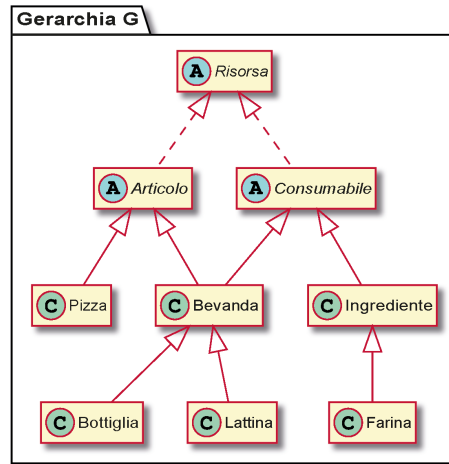 Gerarchia G
A Risorsa
A Articolo
A Consumabile
C Pizza
C Bevanda
C Ingrediente
C Bottiglia
C Lattina
C Farina